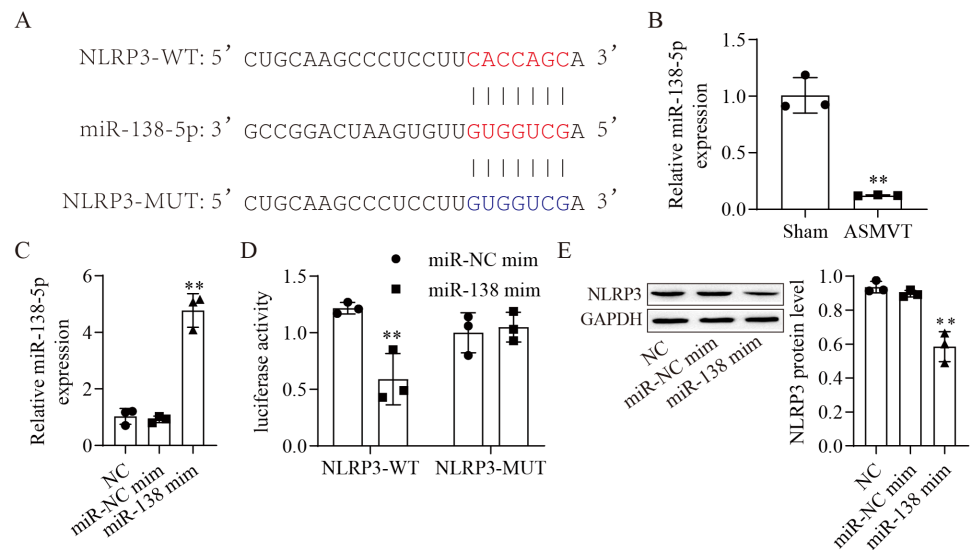 A
NLRP3-WT: 5’ CUGCAAGCCCUCCUUCACCAGCA 3’
miR-138-5p: 3’ GCCGGACUAAGUGUUGUGGUCGA 5’
NLRP3-MUT: 5’ CUGCAAGCCCUCCUUGUGGUCGA 3’
B
Relative miR-138-5p
expression
1.5
1.0
0.5
0.0
**
Sham ASMVT
C
Relative miR-138-5p
expression
6
4
2
0
**
NC
miR-NC mim
miR-138 mim
D
miR-NC mim
miR-138 mim
luciferase activity
1.5
1.0
0.5
0.0
**
NLRP3-WT NLRP3-MUT
E
NLRP3
GAPDH
NC
miR-NC mim
miR-138 mim
NLRP3 protein level
1.0
0.8
0.6
0.4
0.2
0.0
**
NC
miR-NC mim
miR-138 mim